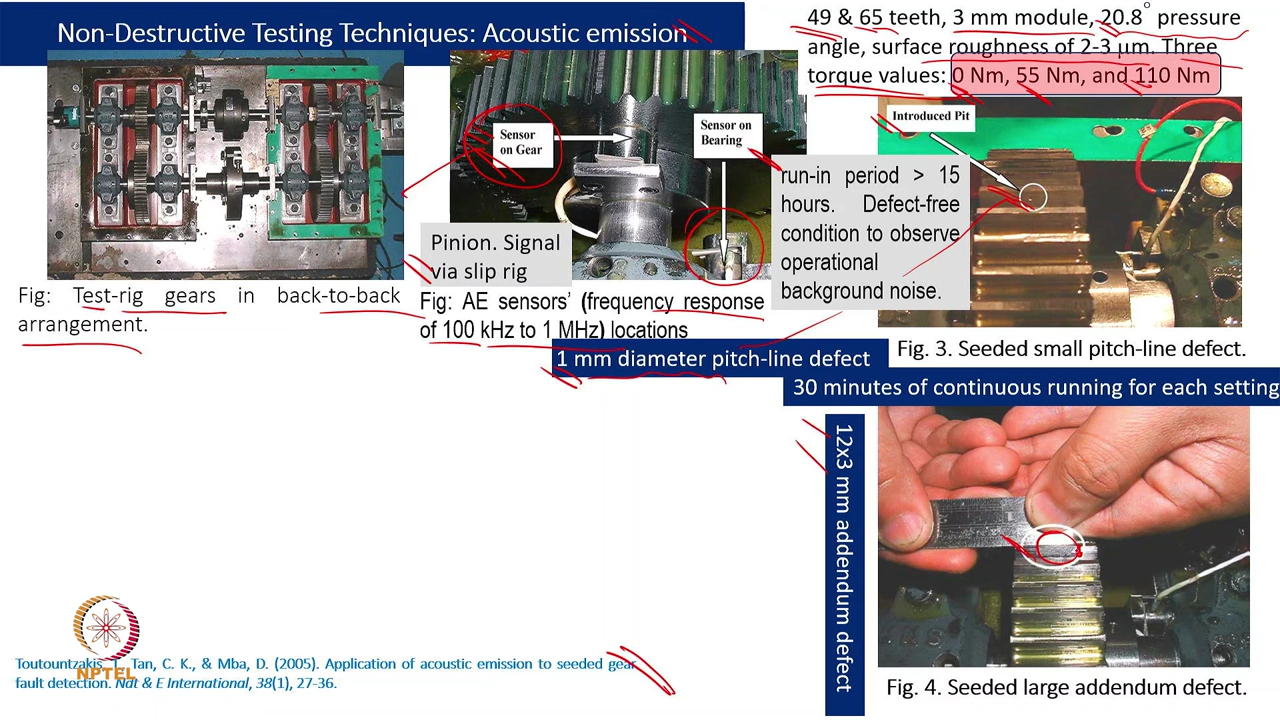 Non-Destructive Testing Techniques: Acoustic emission
49 & 65 teeth, 3 mm module, 20.8° pressure
angle, surface roughness of 2-3 μm. Three
torque values: 0 Nm, 55 Nm, and 110 Nm
Sensor
on Gear
Sensor on
Bearing
Introduced Pit
run-in period > 15
hours. Defect-free
condition to observe
operational
background noise.
Pinion. Signal
via slip rig
Fig: Test-rig gears in back-to-back
arrangement.
Fig: AE sensors' (frequency response
of 100 kHz to 1 MHz) locations
1 mm diameter pitch-line defect
Fig. 3. Seeded small pitch-line defect.
30 minutes of continuous running for each setting
12x3 mm addendum defect
Fig. 4. Seeded large addendum defect.
Toutountzakis, T., Tan, C. K., & Mba, D. (2005). Application of acoustic emission to seeded gear
fault detection. Nat & E International, 38(1), 27-36.
NPTEL